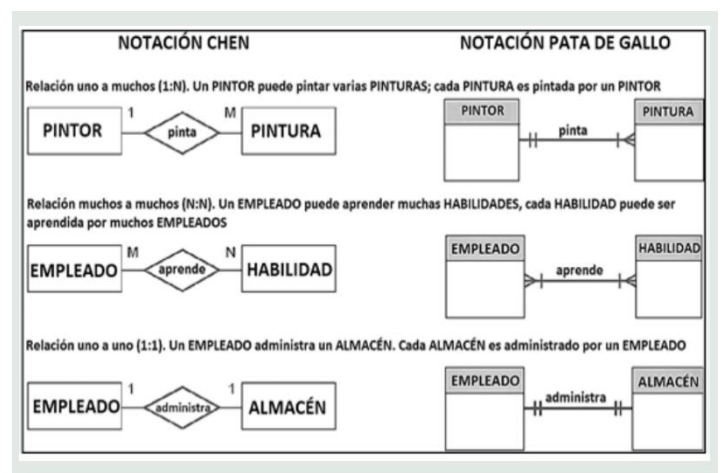 NOTACIÓN CHEN
NOTACIÓN PATA DE GALLO
Relación uno a muchos (1:N). Un PINTOR puede pintar varias PINTURAS; cada PINTURA es pintada por un PINTOR
PINTOR
1
pinta
M
PINTURA
PINTOR
pinta
PINTURA
Relación muchos a muchos (N:N). Un EMPLEADO puede aprender muchas HABILIDADES, cada HABILIDAD puede ser
aprendida por muchos EMPLEADOS
EMPLEADO
M
aprende
N
HABILIDAD
EMPLEADO
aprende
HABILIDAD
Relación uno a uno (1:1). Un EMPLEADO administra un ALMACÉN. Cada ALMACÉN es administrado por un EMPLEADO
EMPLEADO
1
administra
1
ALMACÉN
EMPLEADO
administra
ALMACÉN